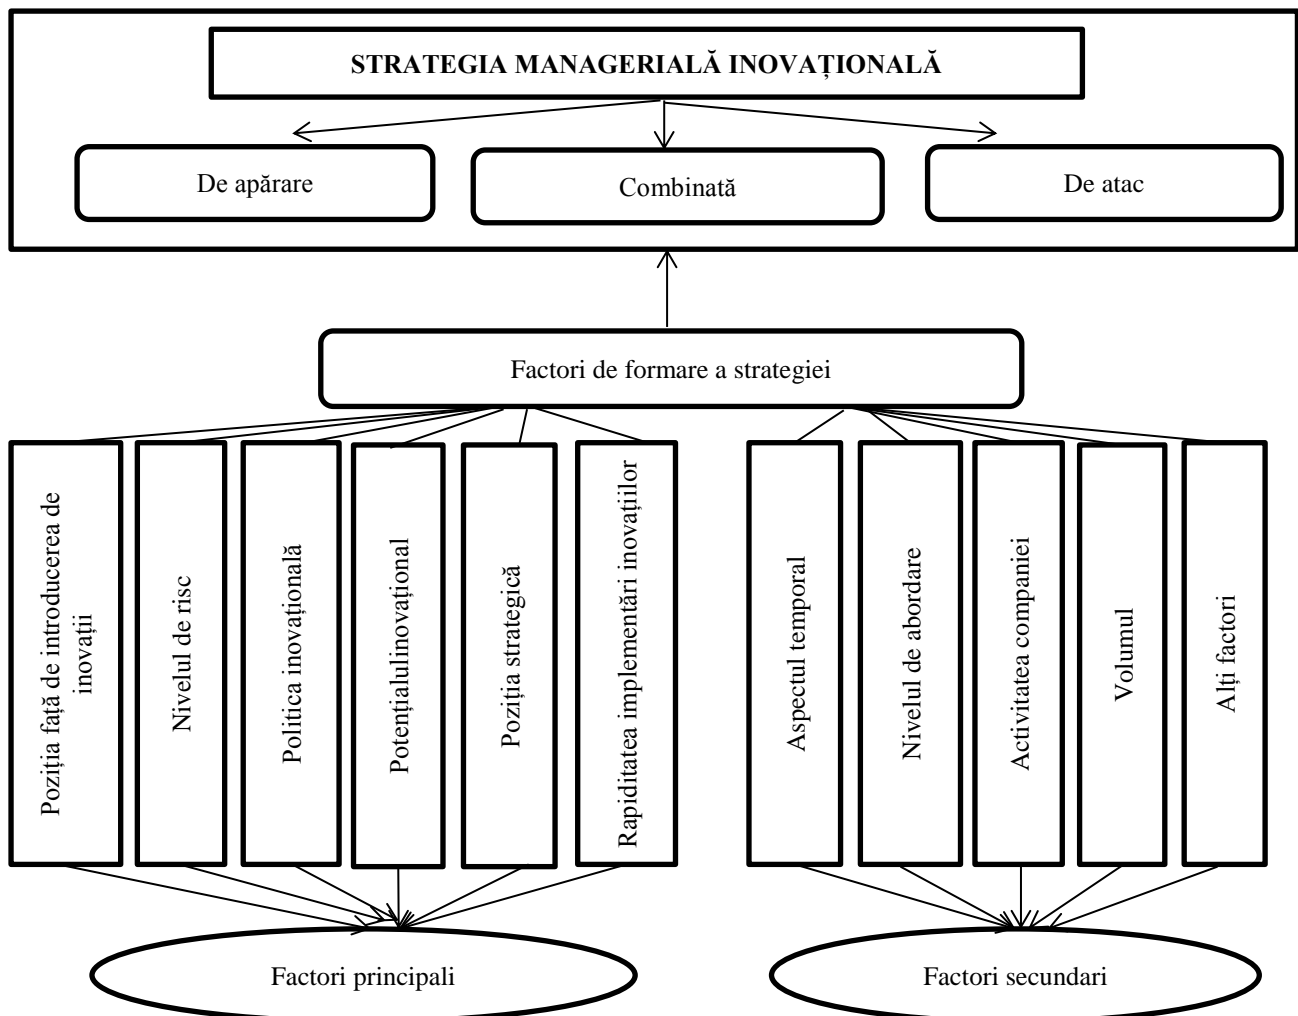 STRATEGIA MANAGERIALĂ INOVAȚIONALĂ
De apărare
Combinată
De atac
Factori de formare a strategiei
Poziția față de introducerea de
inovații
Nivelul de risc
Politica inovațională
Potențialulinovațional
Poziția strategică
Rapiditatea implementări inovațiilor
Aspectul temporal
Nivelul de abordare
Activitatea companiei
Volumul
Alți factori
Factori principali
Factori secundari